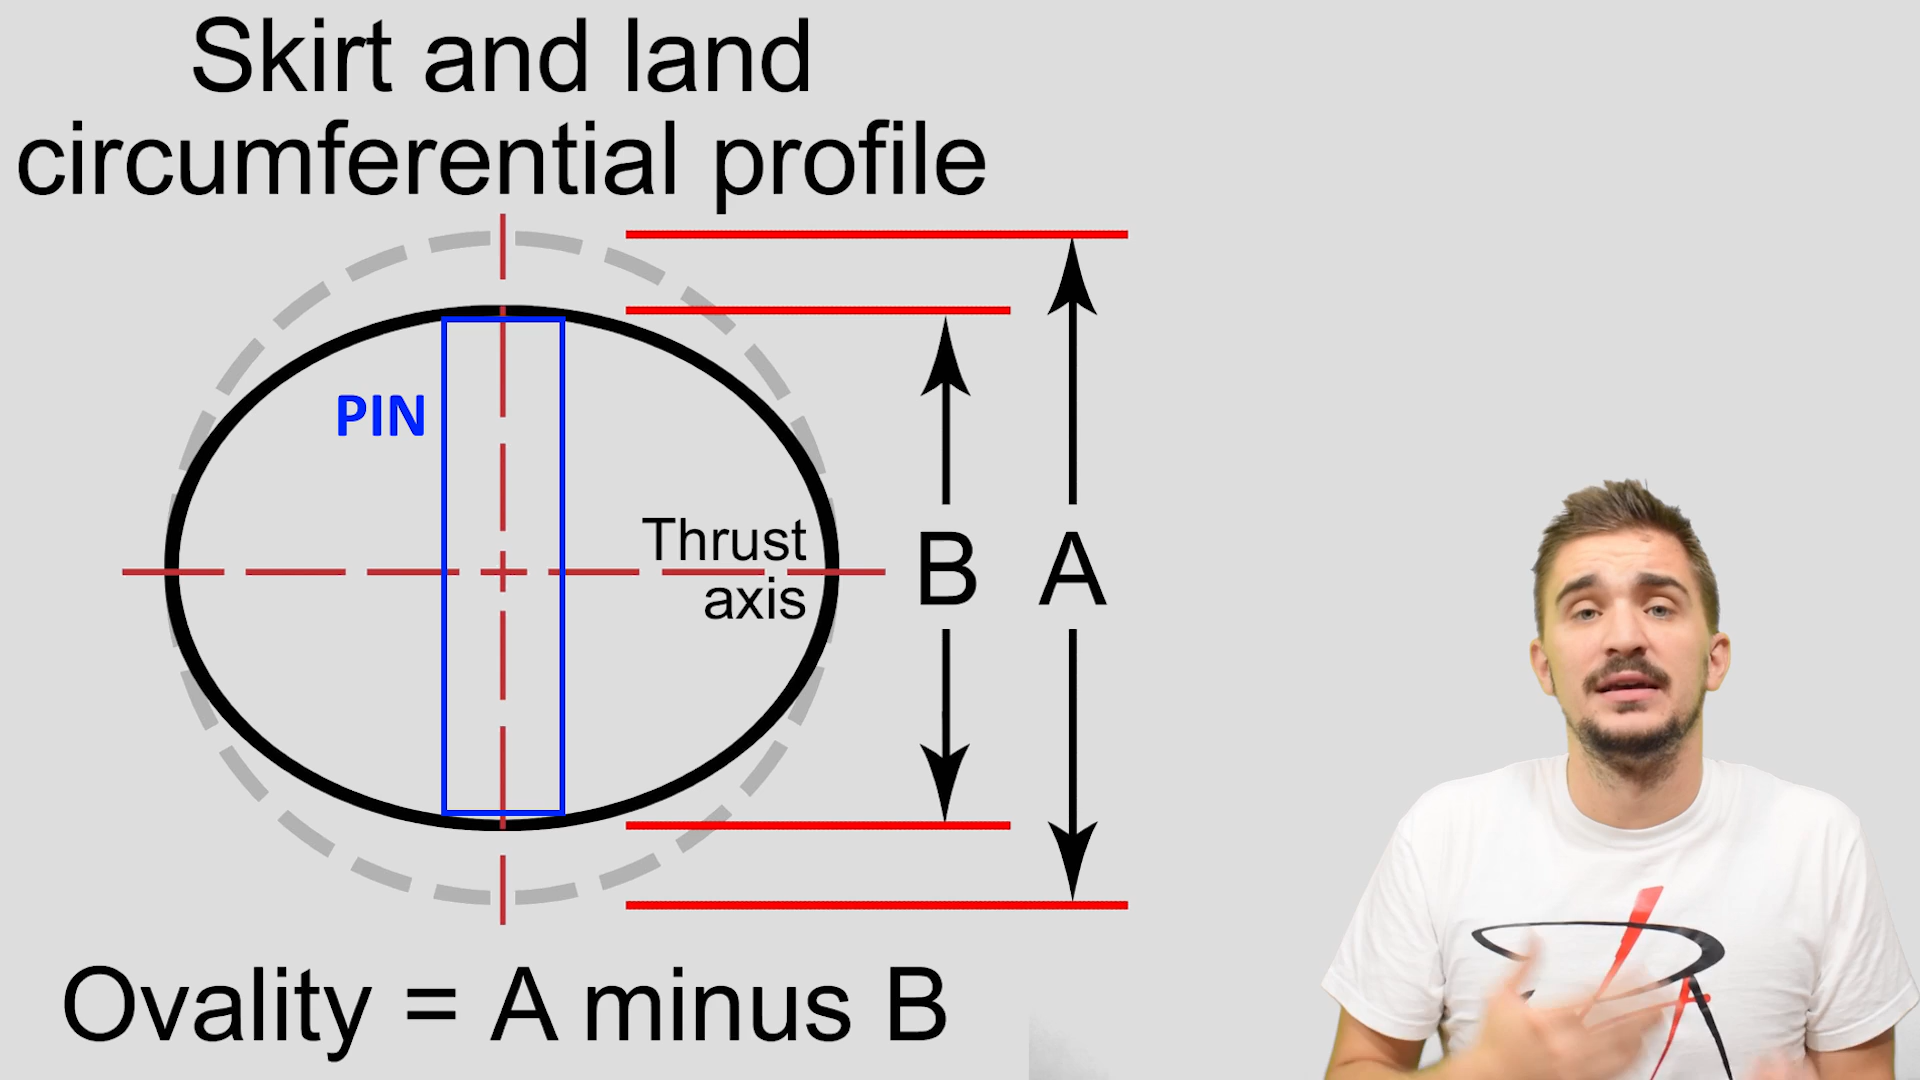 Skirt and land
circumferential profile
PIN
Thrust
axis
B
A
Ovality = A minus B